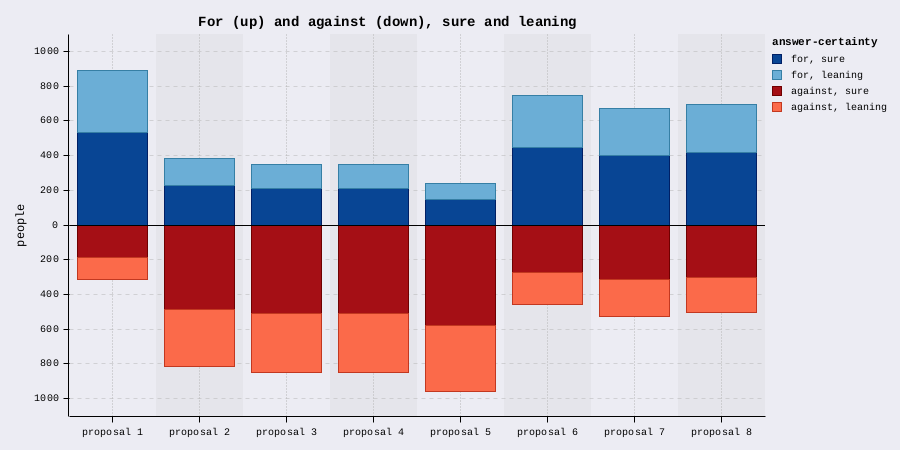 For (up) and against (down), sure and leaning
answer-certainty
for, sure
for, leaning
against, sure
against, leaning
people
1000
800
600
400
200
0
200
400
600
800
1000
proposal 1
proposal 2
proposal 3
proposal 4
proposal 5
proposal 6
proposal 7
proposal 8